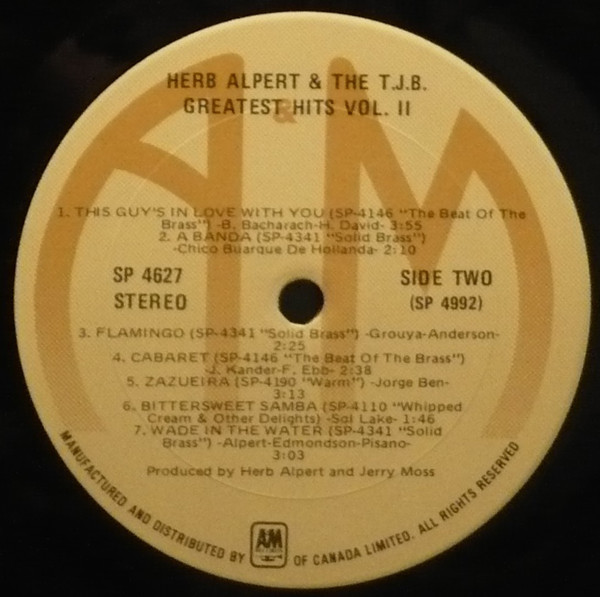 HERB ALPERT & THE T.J.B.
GREATEST HITS VOL. II
A&M
1. THIS GUY'S IN LOVE WITH YOU (SP-4146 "The Beat Of The
Brass") -B. Bacharach-H. David- 3:55
2. A BANDA (SP-4341 "Solid Brass")
-Chico Buarque De Hollanda- 2:10
SP 4627
STEREO
SIDE TWO
(SP 4992)
3. FLAMINGO (SP-4341 "Solid Brass") -Grouya-Anderson-
2:25
4. CABARET (SP-4146 "The Beat Of The Brass")
-J. Kander-F. Ebb- 2:38
5. ZAZUEIRA (SP-4190 "Warm") -Jorge Ben-
3:13
6. BITTERSWEET SAMBA (SP-4110 "Whipped
Cream & Other Delights) -Sol Lake- 1:46
7. WADE IN THE WATER (SP-4341 "Solid
Brass") -Alpert-Edmondson-Pisano-
3:03
Produced by Herb Alpert and Jerry Moss
MANUFACTURED AND DISTRIBUTED BY A&M OF CANADA LIMITED. ALL RIGHTS RESERVED